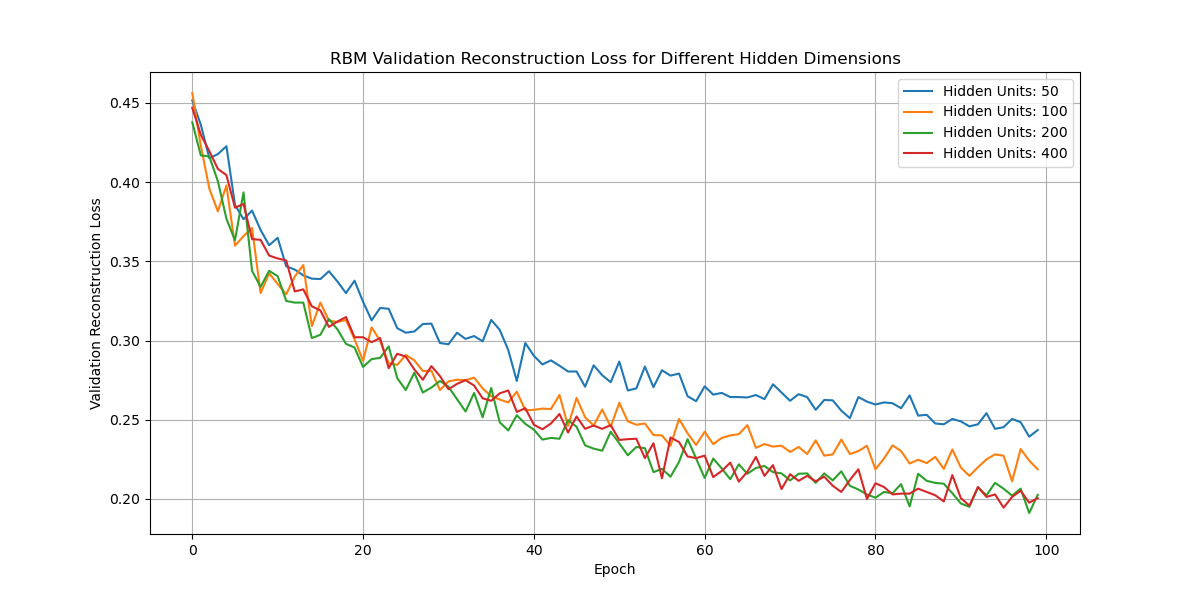 RBM Validation Reconstruction Loss for Different Hidden Dimensions
Hidden Units: 50
Hidden Units: 100
Hidden Units: 200
Hidden Units: 400
Validation Reconstruction Loss
0.45
0.40
0.35
0.30
0.25
0.20
0
20
40
60
80
100
Epoch